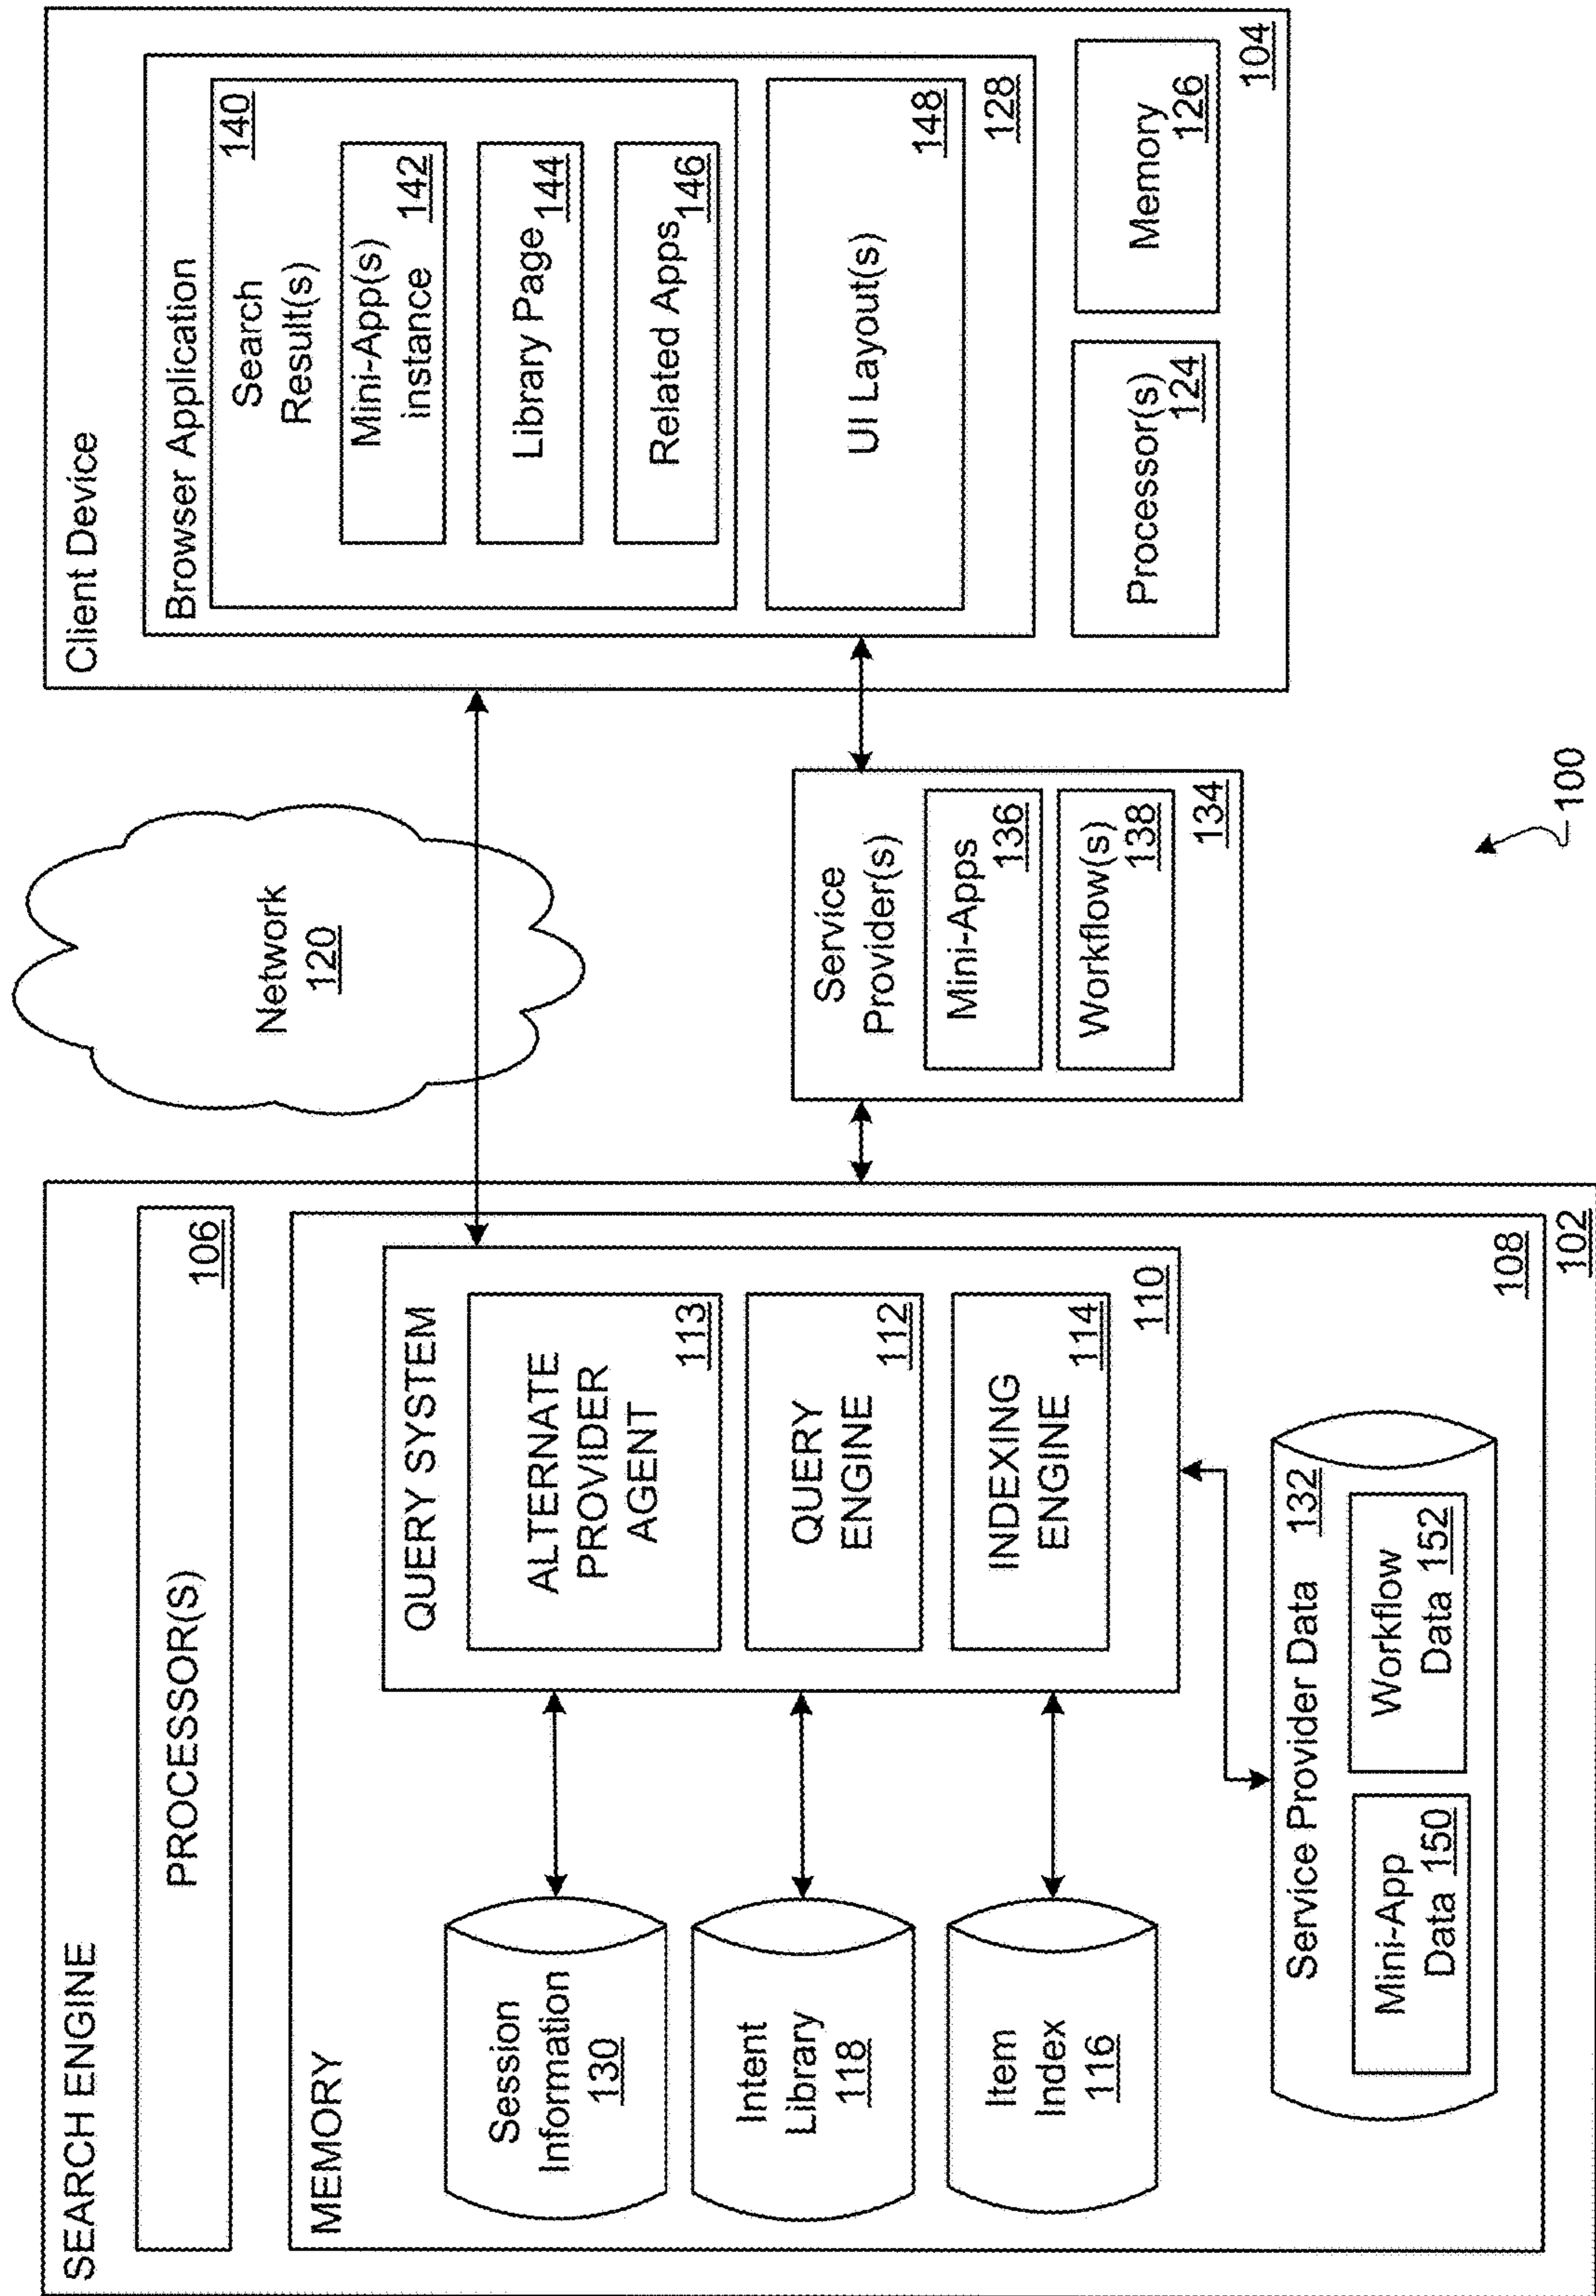 SEARCH ENGINE
PROCESSOR(S)
106
MEMORY
Session
Information
130
Intent
Library
118
Item
Index
116
QUERY SYSTEM
ALTERNATE
PROVIDER
AGENT
113
QUERY
ENGINE
112
INDEXING
ENGINE
114
110
Service Provider Data 132
Mini-App
Data 150
Workflow
Data 152
108
102
Network
120
Service
Provider(s)
Mini-Apps
136
Workflow(s)
138
134
100
Client Device
Browser Application
Search
Result(s)
140
Mini-App(s)
instance 142
Library Page 144
Related Apps 146
UI Layout(s)
148
128
Processor(s)
124
Memory
126
104